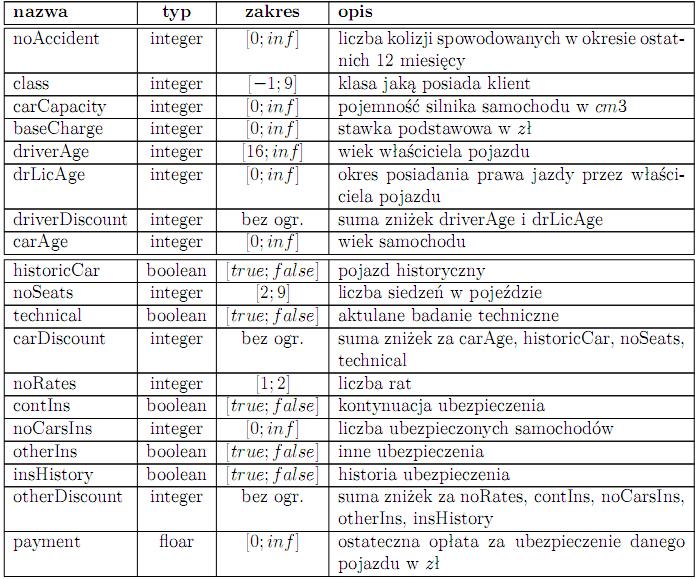 nazwa typ zakres opis
noAccident integer [0; inf] liczba kolizji spowodowanych w okresie ostat-
nich 12 miesięcy
class integer [−1; 9] klasa jaką posiada klient
carCapacity integer [0; inf] pojemność silnika samochodu w cm3
baseCharge integer [0; inf] stawka podstawowa w zł
driverAge integer [16; inf] wiek właściciela pojazdu
drLicAge integer [0; inf] okres posiadania prawa jazdy przez właści-
ciela pojazdu
driverDiscount integer bez ogr. suma zniżek driverAge i drLicAge
carAge integer [0; inf] wiek samochodu
historicCar boolean [true; false] pojazd historyczny
noSeats integer [2; 9] liczba siedzeń w pojeździe
technical boolean [true; false] aktulane badanie techniczne
carDiscount integer bez ogr. suma zniżek za carAge, historicCar, noSeats,
technical
noRates integer [1; 2] liczba rat
contIns boolean [true; false] kontynuacja ubezpieczenia
noCarsIns integer [0; inf] liczba ubezpieczonych samochodów
otherIns boolean [true; false] inne ubezpieczenia
insHistory boolean [true; false] historia ubezpieczenia
otherDiscount integer bez ogr. suma zniżek za noRates, contIns, noCarsIns,
otherIns, insHistory
payment floar [0; inf] ostateczna opłata za ubezpieczenie danego
pojazdu w zł